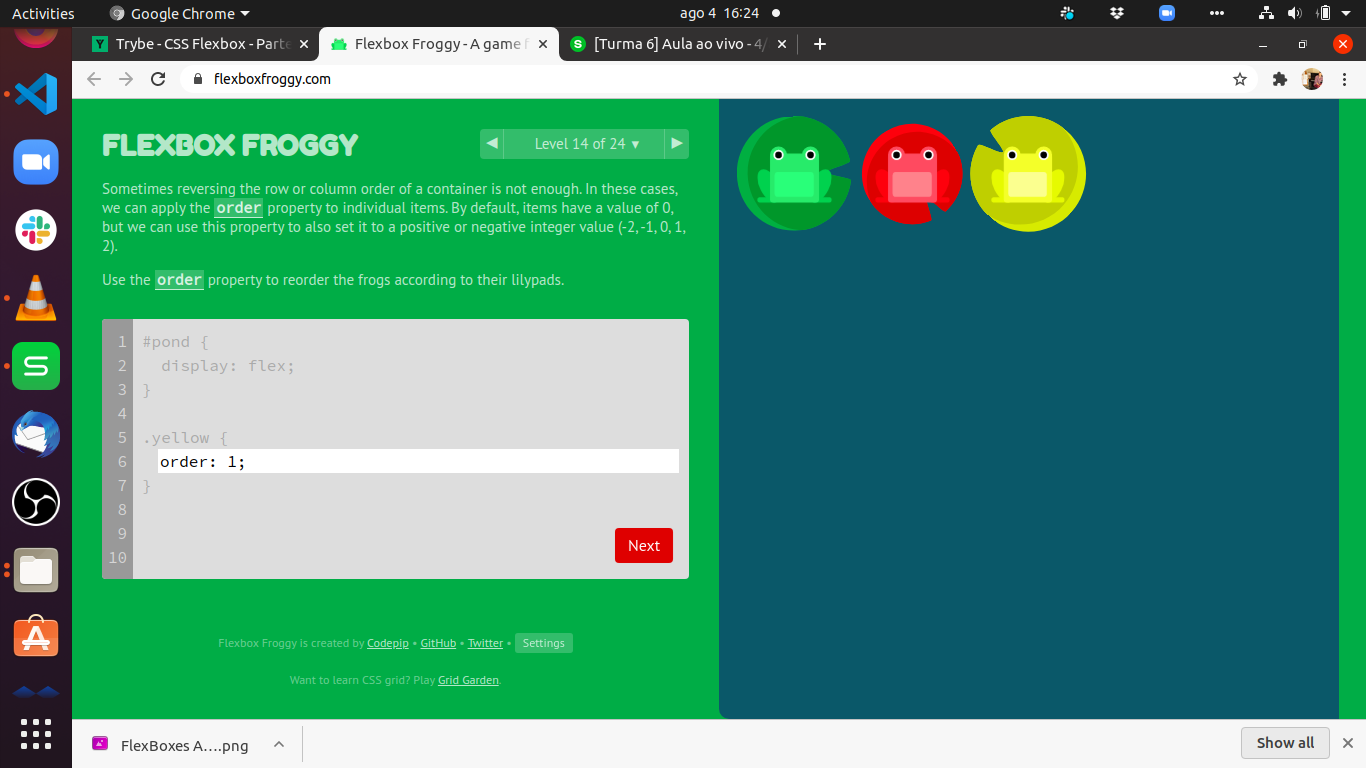 Activities Google Chrome ago 4 16:24
Trybe - CSS Flexbox - Parte Flexbox Froggy - A game f [Turma 6] Aula ao vivo - 4/
flexboxfroggy.com
FLEXBOX FROGGY
Level 14 of 24
Sometimes reversing the row or column order of a container is not enough. In these cases,
we can apply the order property to individual items. By default, items have a value of 0,
but we can use this property to also set it to a positive or negative integer value (-2, -1, 0, 1,
2).
Use the order property to reorder the frogs according to their lilypads.
1 #pond {
2 display: flex;
3 }
4
5 .yellow {
6 order: 1;
7 }
8
9
10
Next
Flexbox Froggy is created by Codepip • GitHub • Twitter • Settings
Want to learn CSS grid? Play Grid Garden.
FlexBoxes A....png
Show all